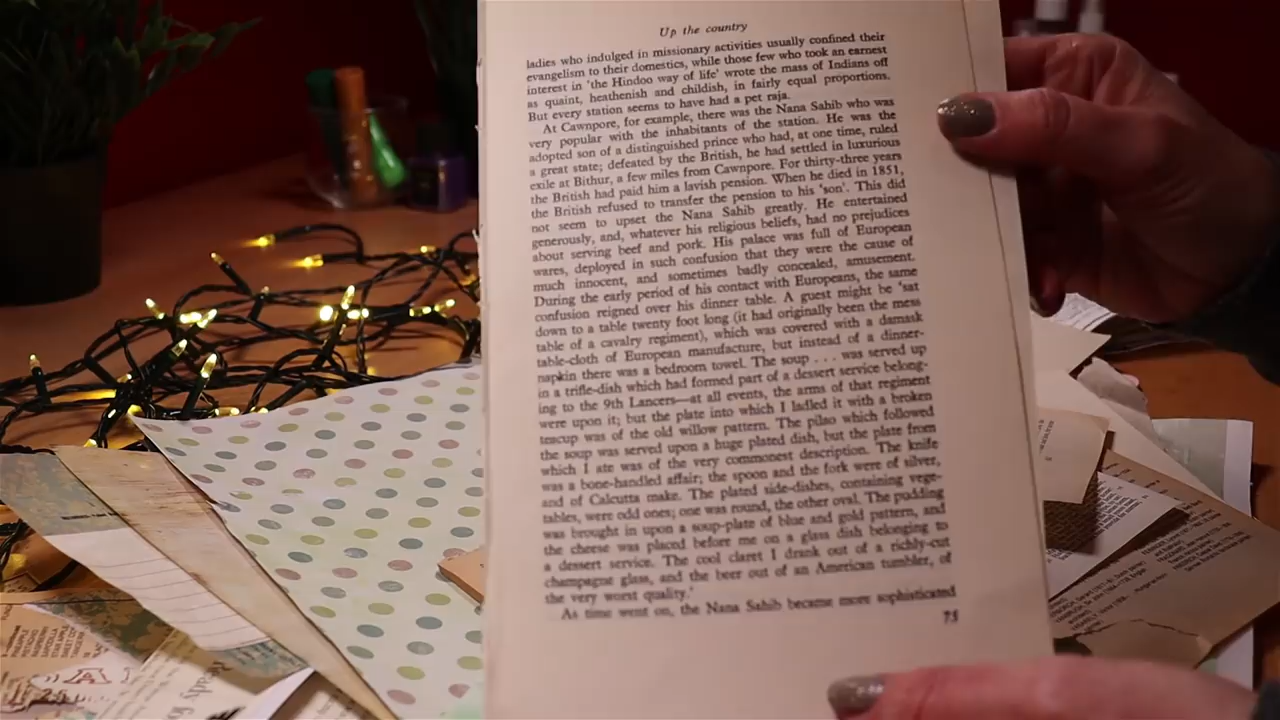 Up the country
ladies who indulged in missionary activities usually confined their
evangelism to their domestics, while those few who took an earnest
interest in 'the Hindoo way of life' wrote the mass of Indians off
as quaint, heathenish and childish, in fairly equal proportions.
But every station seems to have had a pet raja.
At Cawnpore, for example, there was the Nana Sahib who was
very popular with the inhabitants of the station. He was the
adopted son of a distinguished prince who had, at one time, ruled
a great state; defeated by the British, he had settled in luxurious
exile at Bithur, a few miles from Cawnpore. For thirty-three years
the British had paid him a lavish pension. When he died in 1851,
the British refused to transfer the pension to his 'son'. This did
not seem to upset the Nana Sahib greatly. He entertained
generously, and, whatever his religious beliefs, had no prejudices
about serving beef and pork. His palace was full of European
wares, deployed in such confusion that they were the cause of
much innocent, and sometimes badly concealed, amusement.
During the early period of his contact with Europeans, the same
confusion reigned over his dinner table. A guest might be 'sat
down to a table twenty foot long (it had originally been the mess
table of a cavalry regiment), which was covered with a damask
table-cloth of European manufacture, but instead of a dinner-
napkin there was a bedroom towel. The soup . . . was served up
in a trifle-dish which had formed part of a dessert service belong-
ing to the 9th Lancers—at all events, the arms of that regiment
were upon it; but the plate into which I ladled it with a broken
teacup was of the old willow pattern. The pilao which followed
the soup was served upon a huge plated dish, but the plate from
which I ate was of the very commonest description. The knife
was a bone-handled affair; the spoon and the fork were of silver,
and of Calcutta make. The plated side-dishes, containing vege-
tables, were odd ones; one was round, the other oval. The pudding
was brought in upon a soup-plate of blue and gold pattern, and
the cheese was placed before me on a glass dish belonging to
a dessert service. The cool claret I drank out of a richly-cut
champagne glass, and the beer out of an American tumbler, of
the very worst quality.'
As time went on, the Nana Sahib became more sophisticated
75
Ready for